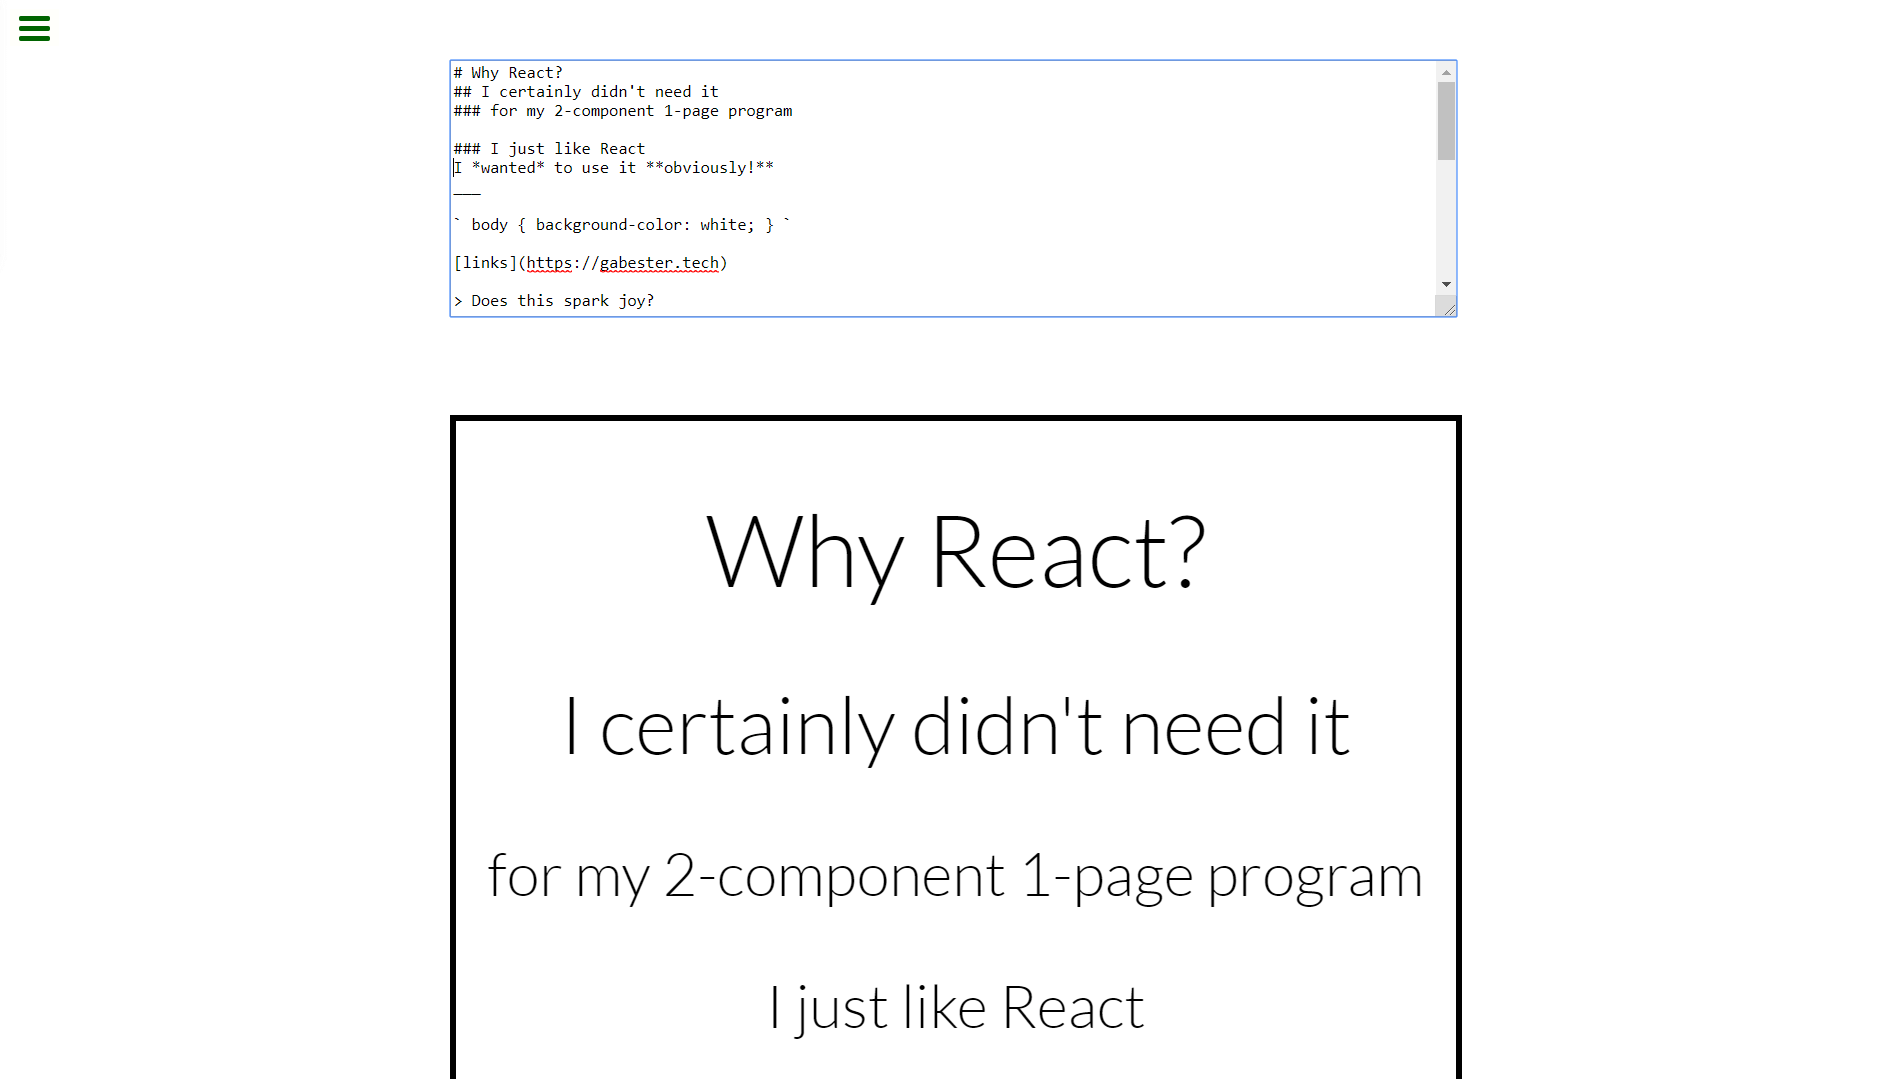 # Why React?
## I certainly didn't need it
### for my 2-component 1-page program
### I just like React
I *wanted* to use it **obviously!**
___
` body { background-color: white; } `
[links](https://gabester.tech)
> Does this spark joy?
Why React?
I certainly didn't need it
for my 2-component 1-page program
I just like React